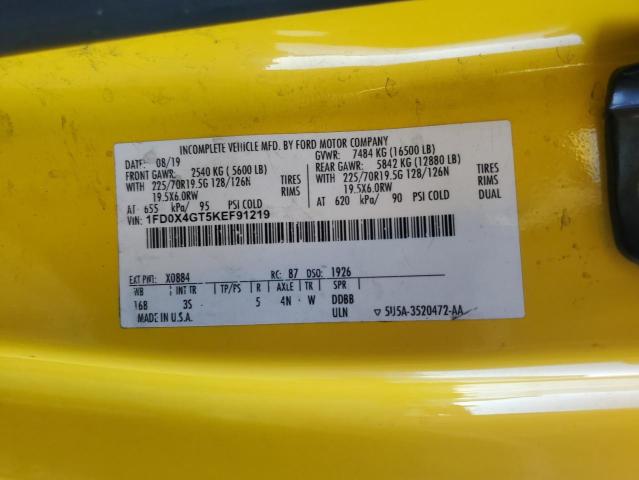 INCOMPLETE VEHICLE MFD. BY FORD MOTOR COMPANY
DATE: 08/19 GVWR: 7484 KG (16500 LB)
FRONT GAWR: 2540 KG ( 5600 LB) REAR GAWR: 5842 KG (12880 LB)
WITH 225/70R19.5G 128/126N TIRES WITH 225/70R19.5G 128/126N TIRES
19.5X6.0RW RIMS 19.5X6.0RW RIMS
AT 655 kPa/ 95 PSI COLD AT 620 kPa/ 90 PSI COLD DUAL
VIN: 1FD0X4GT5KEF91219
EXT PNT: X0884 RC: 87 DSO: 1926
WB INT TR TP/PS R AXLE TR SPR
168 3S 5 4N W DDBB
MADE IN U.S.A. ULN ▽ 5U5A-3520472-AA